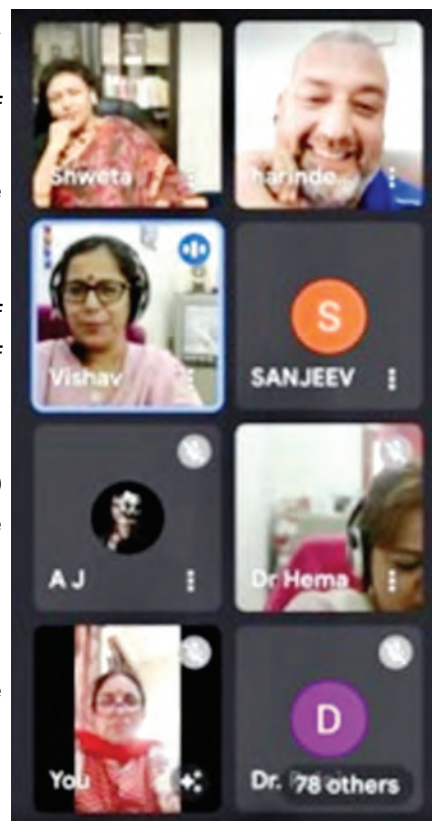 Shweta
harinde...
Vishav
S
SANJEEV
A J
Dr Hema
You
D
Dr.
78 others